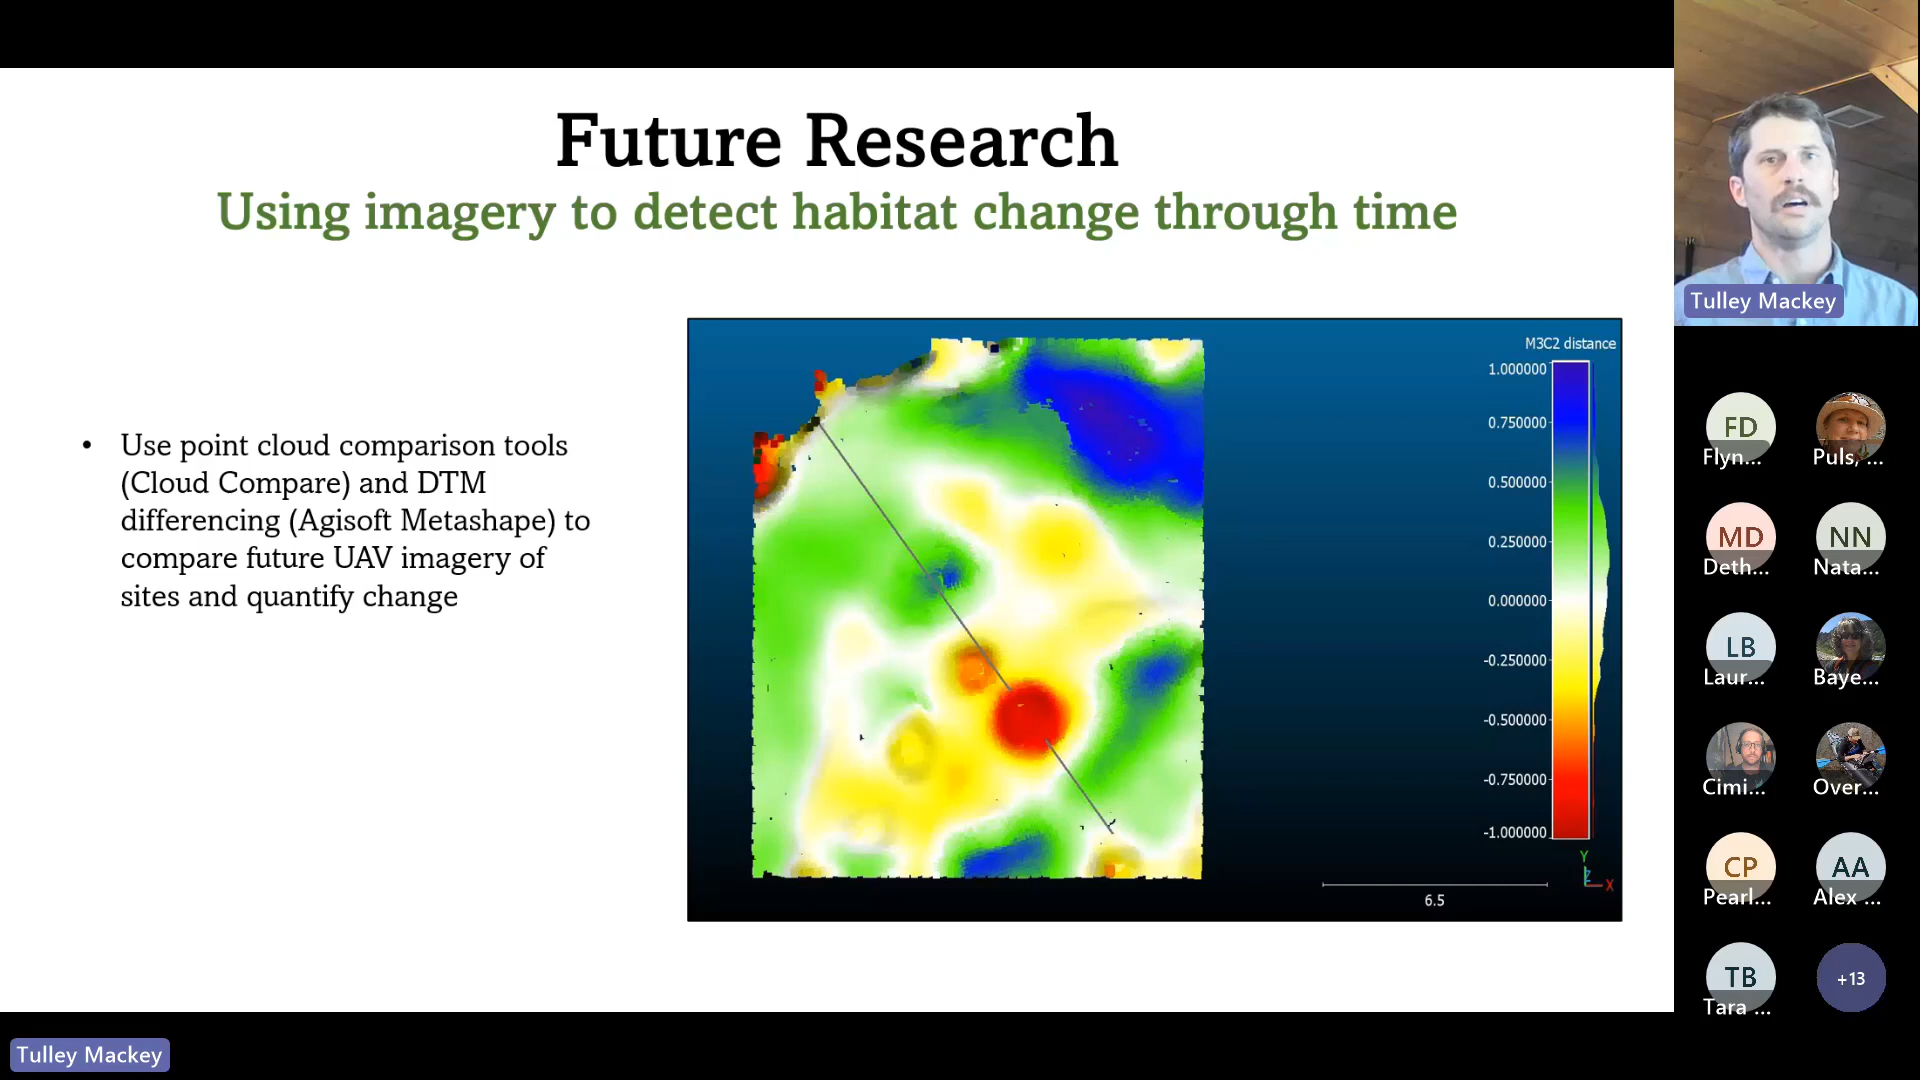 Future Research
Using imagery to detect habitat change through time
• Use point cloud comparison tools
(Cloud Compare) and DTM
differencing (Agisoft Metashape) to
compare future UAV imagery of
sites and quantify change
M3C2 distance
1.000000
0.750000
0.500000
0.250000
0.000000
-0.250000
-0.500000
-0.750000
-1.000000
Y
Z
X
6.5
Tulley Mackey
FD
Flyn...
Puls, ...
MD
Deth...
NN
Nata...
LB
Laur...
Baye...
Cimi...
Over...
CP
Pearl...
AA
Alex ...
TB
Tara ...
+13
Tulley Mackey